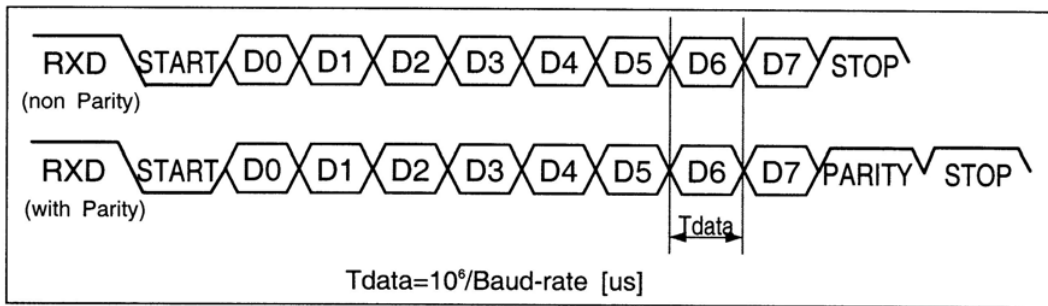 RXD START D0 D1 D2 D3 D4 D5 D6 D7 STOP
(non Parity)
RXD START D0 D1 D2 D3 D4 D5 D6 D7 PARITY STOP
(with Parity)
Tdata
Tdata=10⁶/Baud-rate [us]